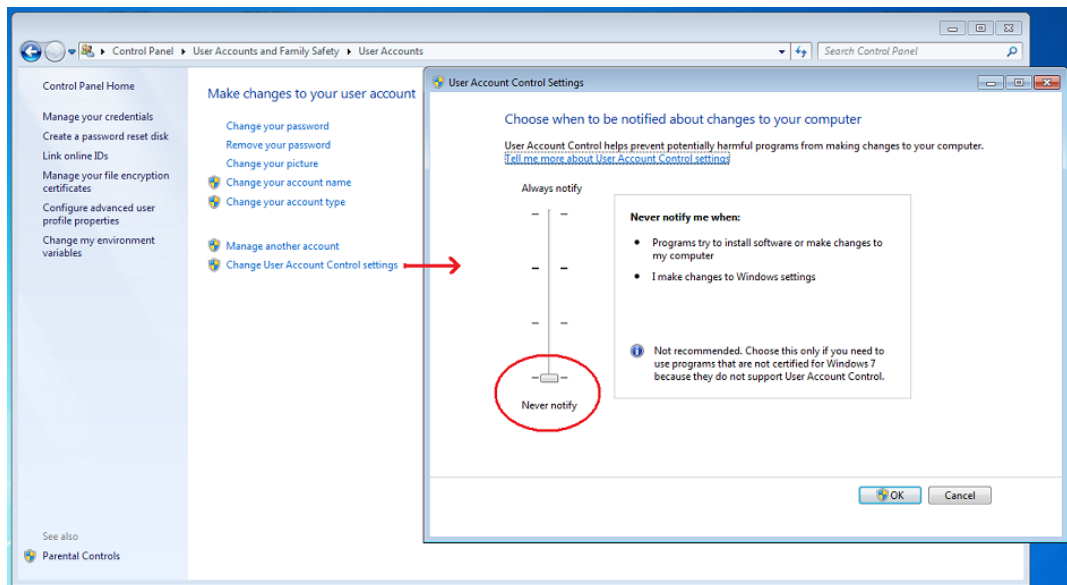 Control Panel ▸ User Accounts and Family Safety ▸ User Accounts
Search Control Panel
Control Panel Home
Manage your credentials
Create a password reset disk
Link online IDs
Manage your file encryption
certificates
Configure advanced user
profile properties
Change my environment
variables
See also
Parental Controls
Make changes to your user account
Change your password
Remove your password
Change your picture
Change your account name
Change your account type
Manage another account
Change User Account Control settings
User Account Control Settings
Choose when to be notified about changes to your computer
User Account Control helps prevent potentially harmful programs from making changes to your computer.
Tell me more about User Account Control settings
Always notify
Never notify
Never notify me when:
• Programs try to install software or make changes to
my computer
• I make changes to Windows settings
Not recommended. Choose this only if you need to
use programs that are not certified for Windows 7
because they do not support User Account Control.
OK
Cancel